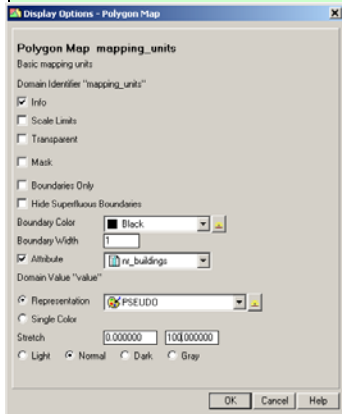 Display Options - Polygon Map
Polygon Map mapping_units
Basic mapping units
Domain Identifier "mapping_units"
Info
Scale Limits
Transparent
Mask
Boundaries Only
Hide Superfluous Boundaries
Boundary Color Black
Boundary Width 1
Attribute nr_buildings
Domain Value "value"
Representation PSEUDO
Single Color
Stretch 0.000000 100.000000
Light Normal Dark Gray
OK Cancel Help